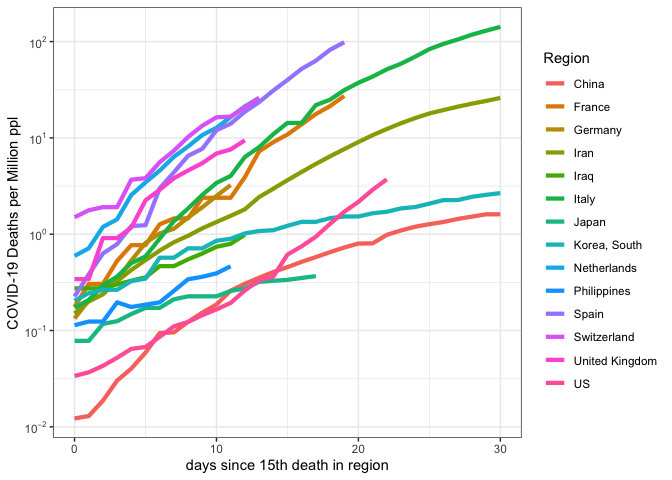 COVID-19 Deaths per Million ppl
10²
10¹
10⁰
10⁻¹
10⁻²
0
10
20
30
days since 15th death in region
Region
China
France
Germany
Iran
Iraq
Italy
Japan
Korea, South
Netherlands
Philippines
Spain
Switzerland
United Kingdom
US